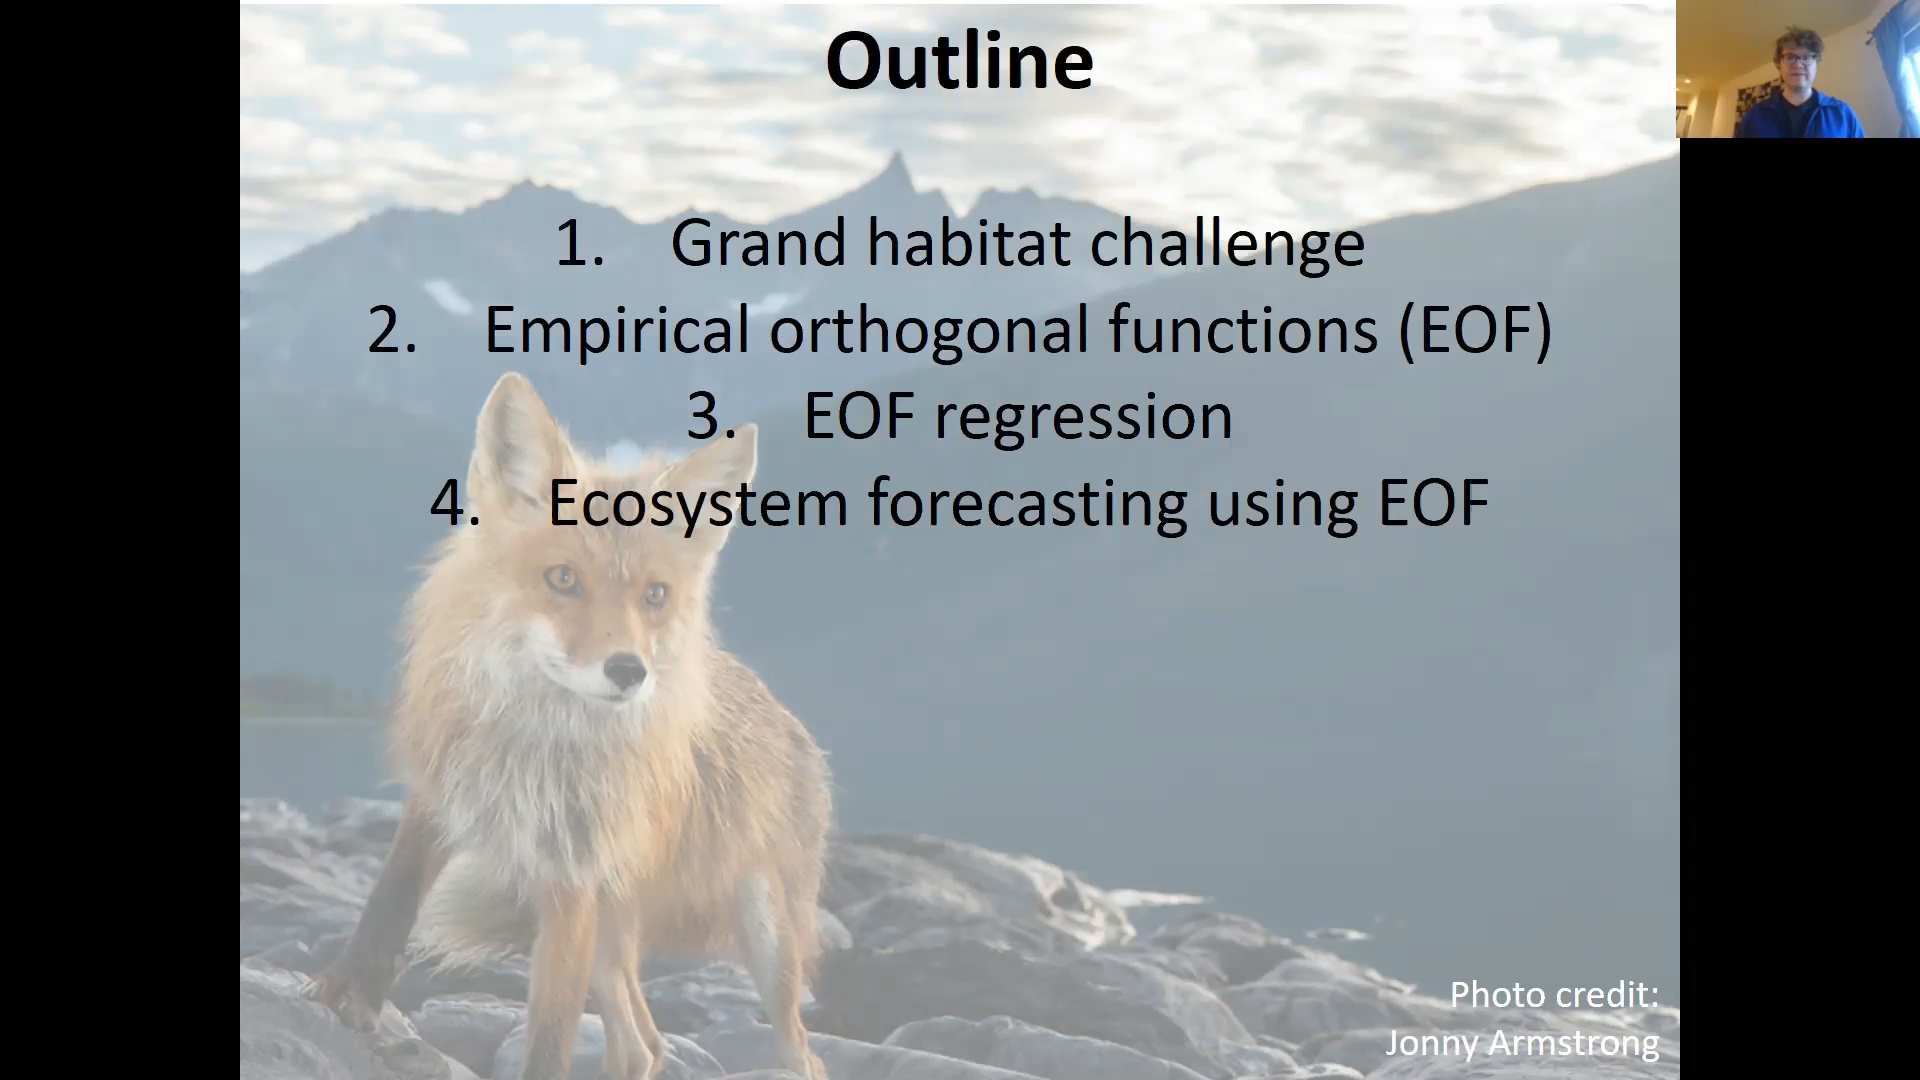 Outline
1. Grand habitat challenge
2. Empirical orthogonal functions (EOF)
3. EOF regression
4. Ecosystem forecasting using EOF
Photo credit:
Jonny Armstrong